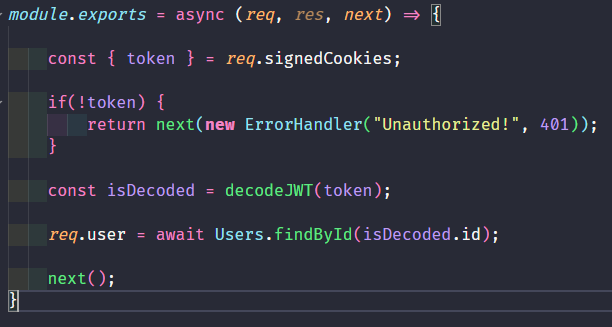 module.exports = async (req, res, next) => {
const { token } = req.signedCookies;
if(!token) {
return next(new ErrorHandler("Unauthorized!", 401));
}
const isDecoded = decodeJWT(token);
req.user = await Users.findById(isDecoded.id);
next();
}